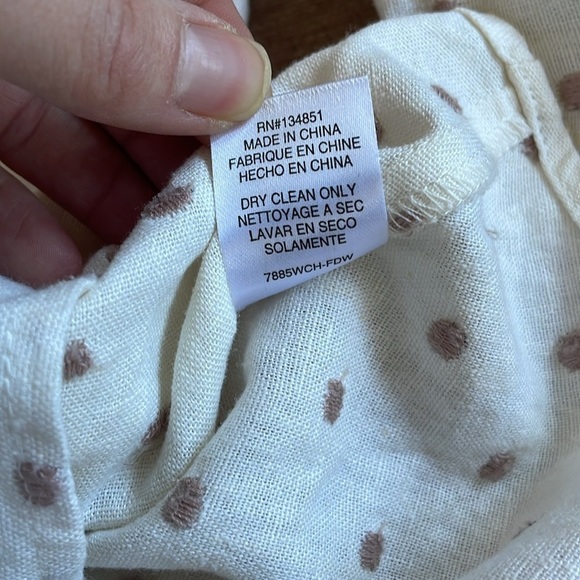 RN#134851
MADE IN CHINA
FABRIQUE EN CHINE
HECHO EN CHINA
DRY CLEAN ONLY
NETTOYAGE A SEC
LAVAR EN SECO
SOLAMENTE
7885WCH-FDW